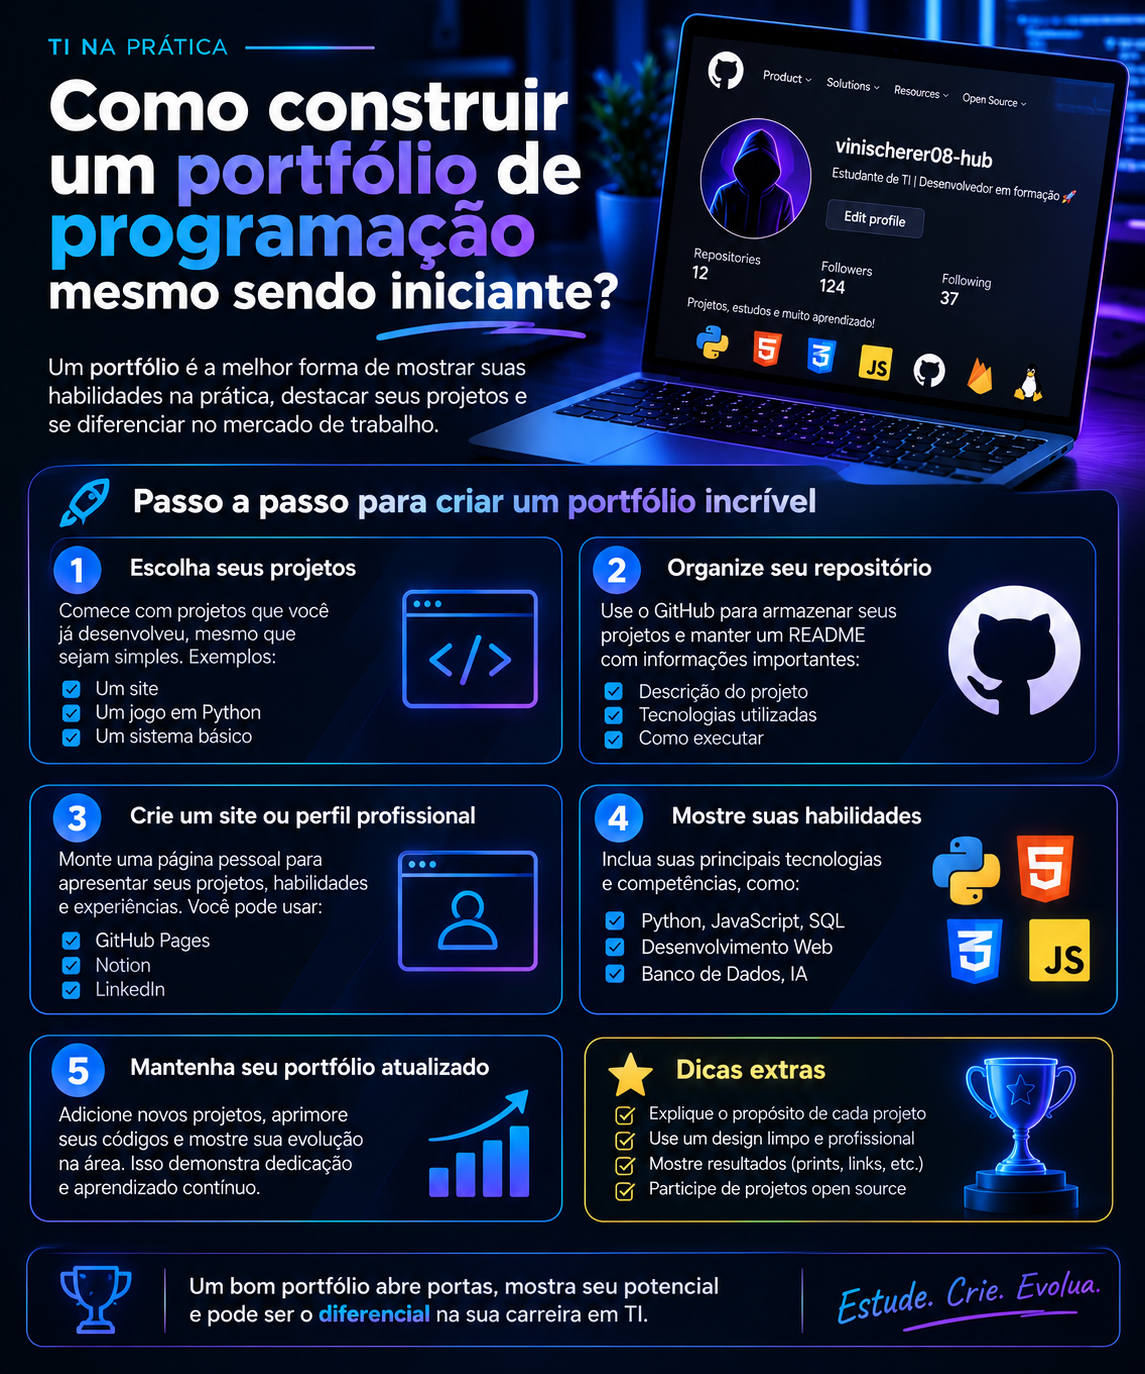 TI NA PRÁTICA
Como construir
um portfólio de
programação
mesmo sendo iniciante?
Um portfólio é a melhor forma de mostrar suas
habilidades na prática, destacar seus projetos e
se diferenciar no mercado de trabalho.
Product
Solutions
Resources
Open Source
vinischerer08-hub
Estudante de TI | Desenvolvedor em formação 🚀
Edit profile
Repositories
12
Followers
124
Following
37
Projetos, estudos e muito aprendizado!
5
3
JS
Passo a passo para criar um portfólio incrível
1 Escolha seus projetos
Comece com projetos que você
já desenvolveu, mesmo que
sejam simples. Exemplos:
Um site
Um jogo em Python
Um sistema básico
</>
2 Organize seu repositório
Use o GitHub para armazenar seus
projetos e manter um README
com informações importantes:
Descrição do projeto
Tecnologias utilizadas
Como executar
3 Crie um site ou perfil profissional
Monte uma página pessoal para
apresentar seus projetos, habilidades
e experiências. Você pode usar:
GitHub Pages
Notion
LinkedIn
4 Mostre suas habilidades
Inclua suas principais tecnologias
e competências, como:
Python, JavaScript, SQL
Desenvolvimento Web
Banco de Dados, IA
5
3
JS
5 Mantenha seu portfólio atualizado
Adicione novos projetos, aprimore
seus códigos e mostre sua evolução
na área. Isso demonstra dedicação
e aprendizado contínuo.
Dicas extras
Explique o propósito de cada projeto
Use um design limpo e profissional
Mostre resultados (prints, links, etc.)
Participe de projetos open source
Um bom portfólio abre portas, mostra seu potencial
e pode ser o diferencial na sua carreira em TI.
Estude. Crie. Evolua.